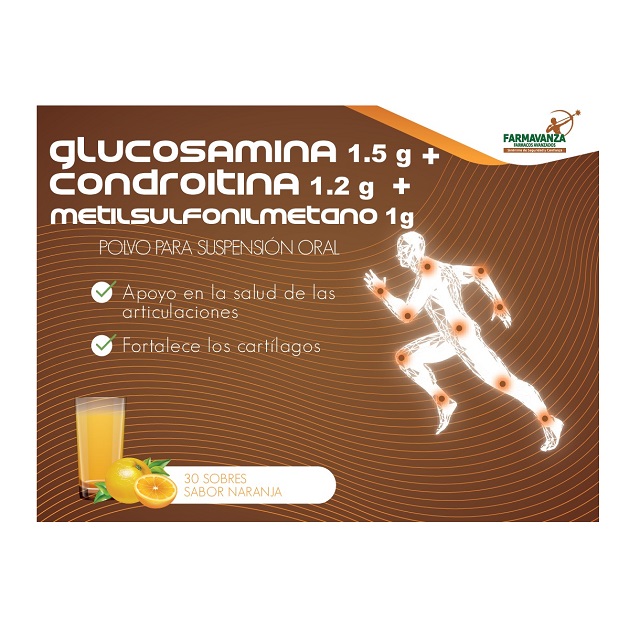 GLUCOSAMINA 1.5 g +
CONDROITINA 1.2 g +
METILSULFONILMETANO 1g
POLVO PARA SUSPENSIÓN ORAL
Apoyo en la salud de las
articulaciones
Fortalece los cartílagos
30 SOBRES
SABOR NARANJA
FARMAVANZA
FARMACOS AVANZADOS